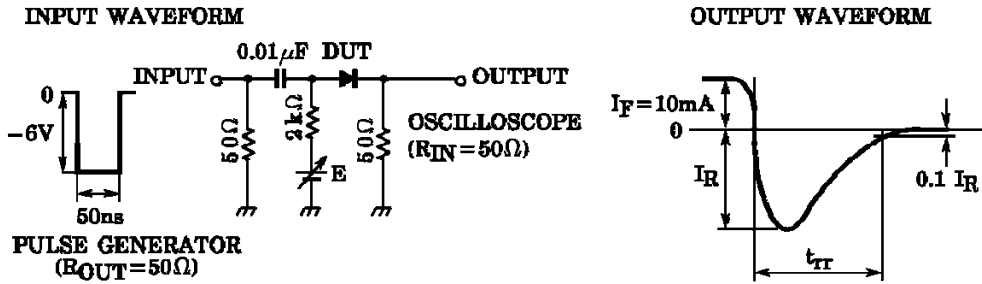 INPUT WAVEFORM
OUTPUT WAVEFORM
0.01μF DUT
INPUT
OUTPUT
0
−6V
50ns
50Ω
2kΩ
E
50Ω
OSCILLOSCOPE
(RIN=50Ω)
PULSE GENERATOR
(ROUT=50Ω)
IF=10mA
0
IR
0.1 IR
trr